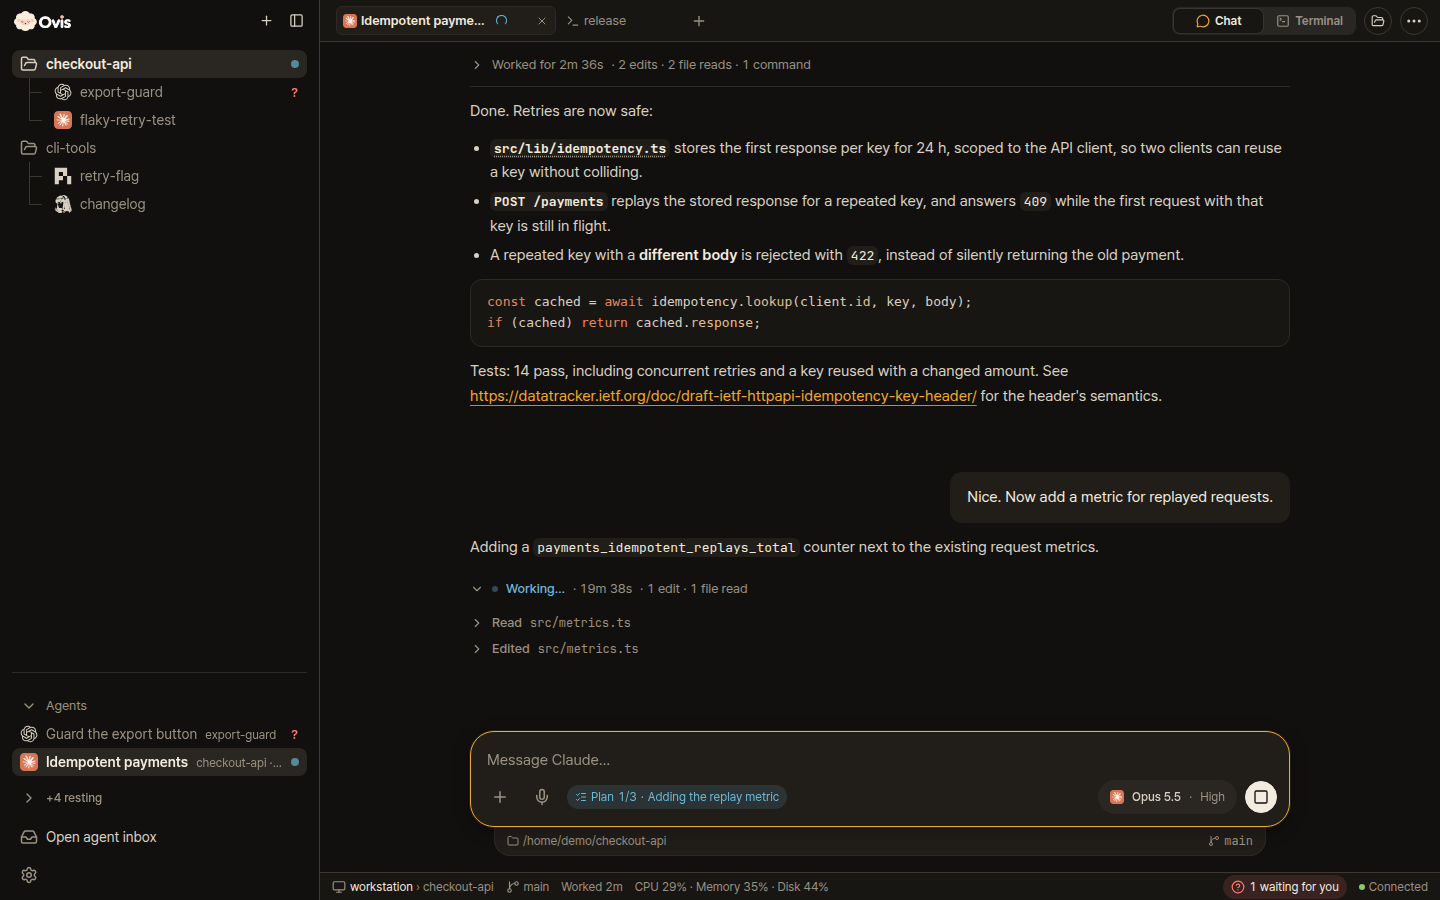 Ovis
checkout-api
export-guard ?
flaky-retry-test
cli-tools
retry-flag
changelog
Agents
Guard the export button export-guard ?
Idempotent payments checkout-api ·...
+4 resting
Open agent inbox
Idempotent payme...
release
Chat
Terminal
Worked for 2m 36s · 2 edits · 2 file reads · 1 command
Done. Retries are now safe:
src/lib/idempotency.ts stores the first response per key for 24 h, scoped to the API client, so two clients can reuse
a key without colliding.
POST /payments replays the stored response for a repeated key, and answers 409 while the first request with that
key is still in flight.
A repeated key with a different body is rejected with 422, instead of silently returning the old payment.
const cached = await idempotency.lookup(client.id, key, body);
if (cached) return cached.response;
Tests: 14 pass, including concurrent retries and a key reused with a changed amount. See
https://datatracker.ietf.org/doc/draft-ietf-httpapi-idempotency-key-header/ for the header's semantics.
Nice. Now add a metric for replayed requests.
Adding a payments_idempotent_replays_total counter next to the existing request metrics.
Working... · 19m 38s · 1 edit · 1 file read
Read src/metrics.ts
Edited src/metrics.ts
Message Claude...
Plan 1/3 · Adding the replay metric
Opus 5.5 · High
/home/demo/checkout-api
main
workstation › checkout-api
main
Worked 2m
CPU 29% · Memory 35% · Disk 44%
1 waiting for you
Connected